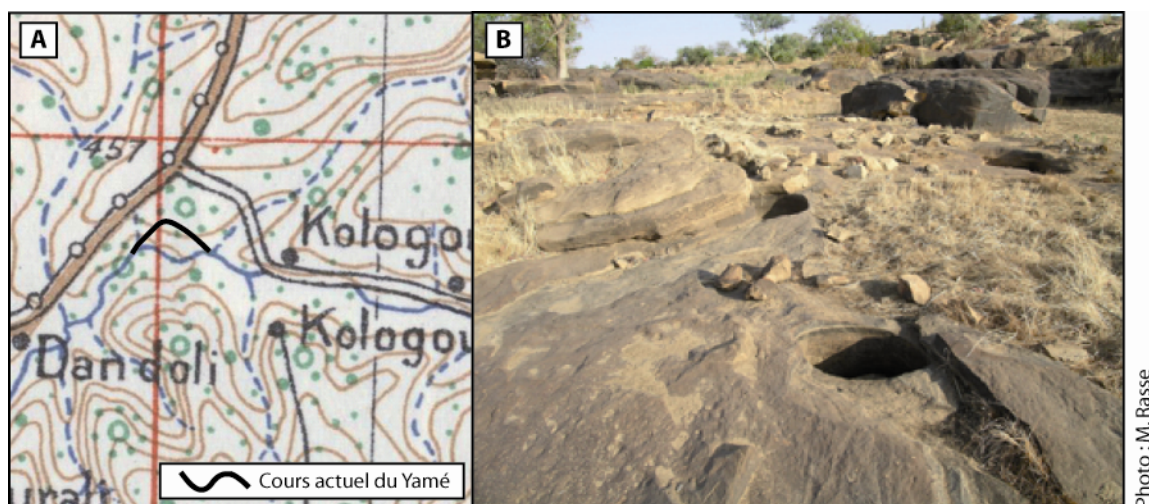 A
B
457
Kologou
Kologou
Dandoli
Cours actuel du Yamé
Photo : M. Rasse